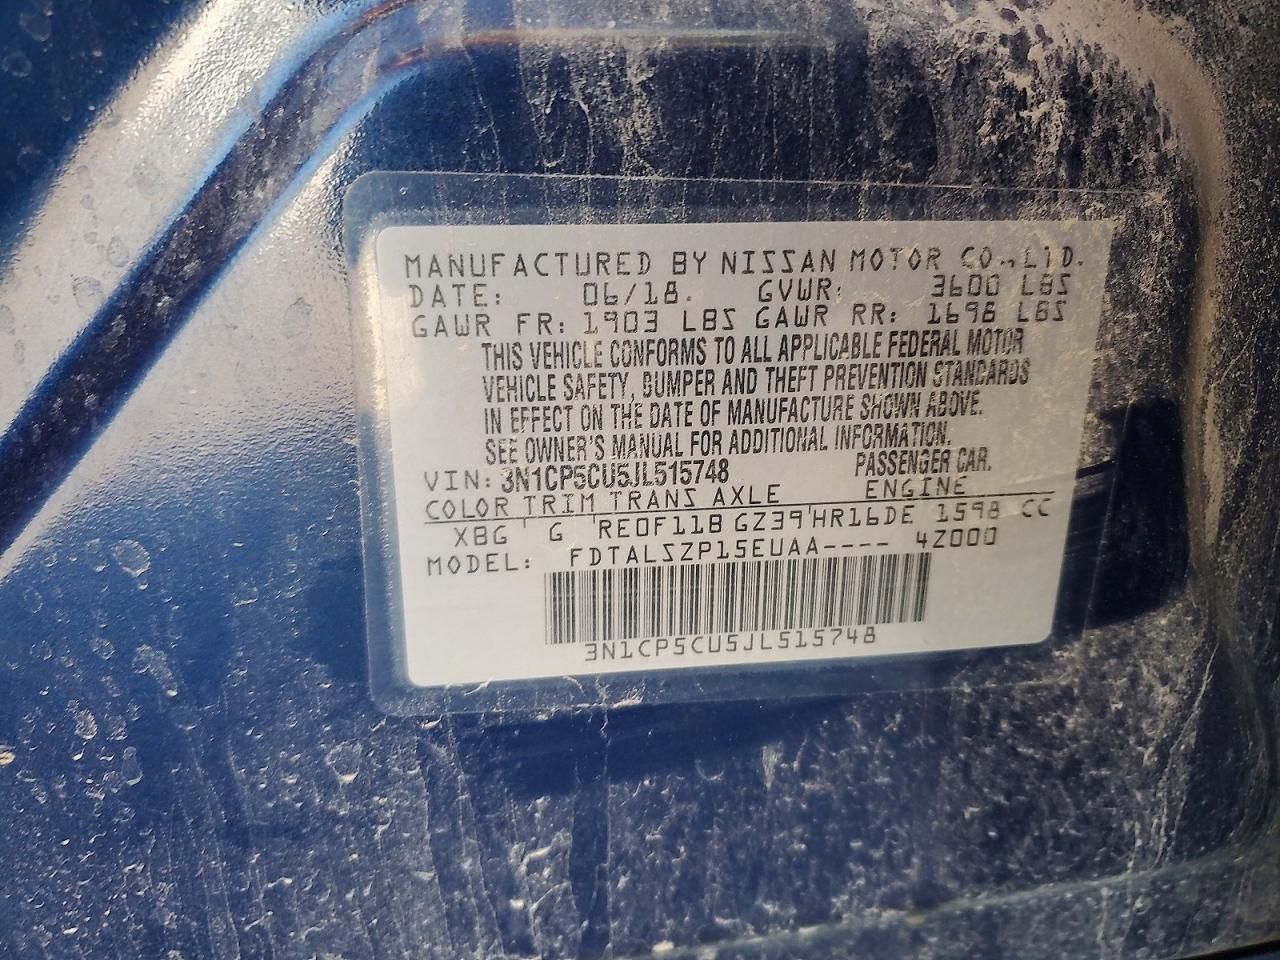 MANUFACTURED BY NISSAN MOTOR CO., LTD.
DATE: 06/18. GVWR: 3600 LBS
GAWR FR: 1903 LBS GAWR RR: 1698 LBS
THIS VEHICLE CONFORMS TO ALL APPLICABLE FEDERAL MOTOR
VEHICLE SAFETY, BUMPER AND THEFT PREVENTION STANDARDS
IN EFFECT ON THE DATE OF MANUFACTURE SHOWN ABOVE.
SEE OWNER'S MANUAL FOR ADDITIONAL INFORMATION.
VIN: 3N1CP5CU5JL515748 PASSENGER CAR.
COLOR TRIM TRANS AXLE ENGINE
XBG G RE0F11B GZ39 HR16DE 1598 CC
MODEL: FDTALSZP15EUAA---- 4Z000
3N1CP5CU5JL515748